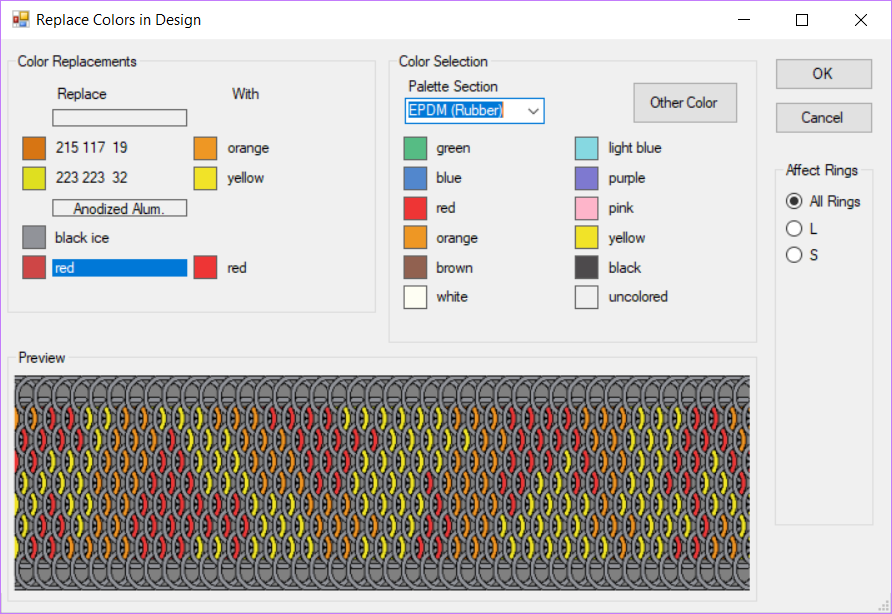 Replace Colors in Design
Color Replacements
Replace With
215 117 19 orange
223 223 32 yellow
Anodized Alum.
black ice
red red
Color Selection
Palette Section
EPDM (Rubber)
Other Color
green light blue
blue purple
red pink
orange yellow
brown black
white uncolored
OK
Cancel
Affect Rings
All Rings
L
S
Preview